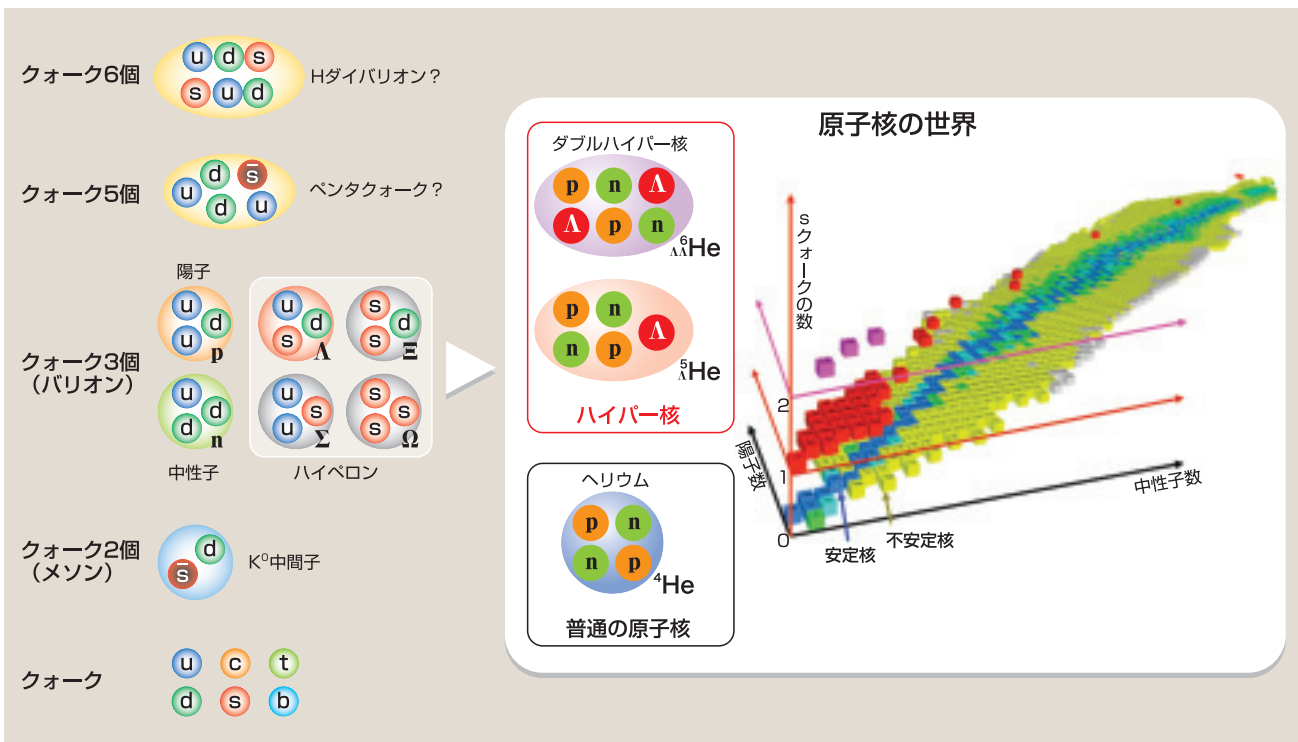 クォーク6個
u d s
s u d
Hダイバリオン?
クォーク5個
u d s̅
d u
ペンタクォーク?
クォーク3個
(バリオン)
陽子
u d
u
p
u d
d
n
中性子
u d
s
Λ
s d
s
Ξ
u s
u
Σ
s s
s
Ω
ハイペロン
クォーク2個
(メソン)
d
s̅
K⁰中間子
クォーク
u c t
d s b
原子核の世界
ダブルハイパー核
p n Λ
Λ p n
⁶ΛΛHe
p n Λ
n p
⁵ΛHe
ハイパー核
ヘリウム
p n
n p
⁴He
普通の原子核
sクォークの数
2
1
0
陽子数
中性子数
安定核
不安定核